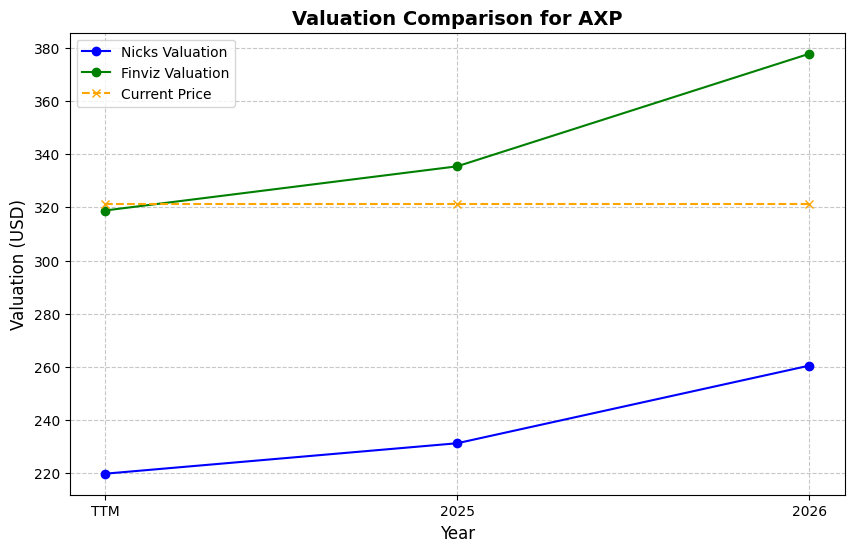 Valuation Comparison for AXP
Nicks Valuation
Finviz Valuation
Current Price
Valuation (USD)
380
360
340
320
300
280
260
240
220
TTM
2025
2026
Year